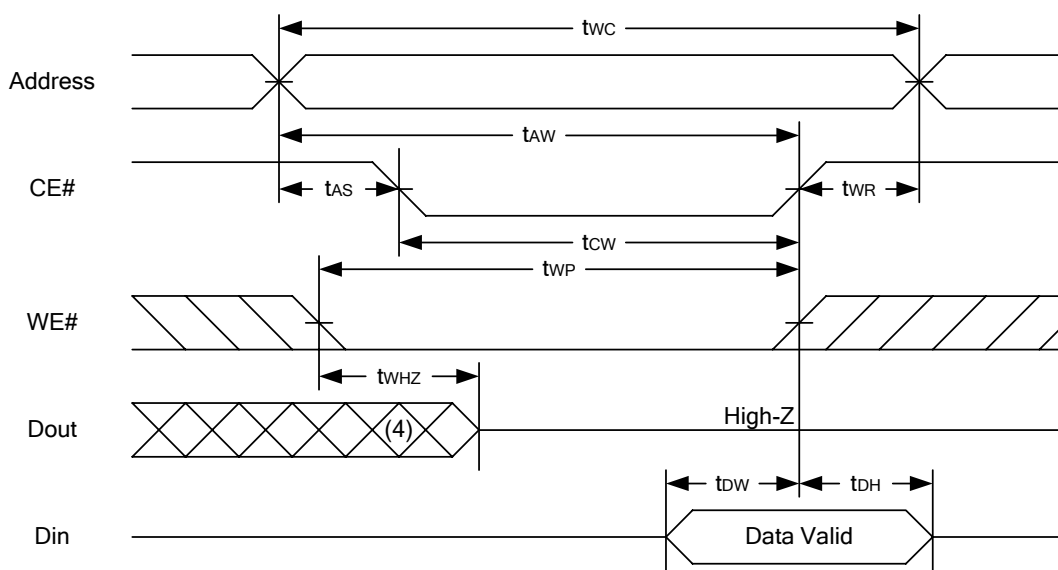 tWC
Address
tAW
CE#
tAS
tWR
tCW
tWP
WE#
tWHZ
Dout
(4)
High-Z
tDW
tDH
Din
Data Valid